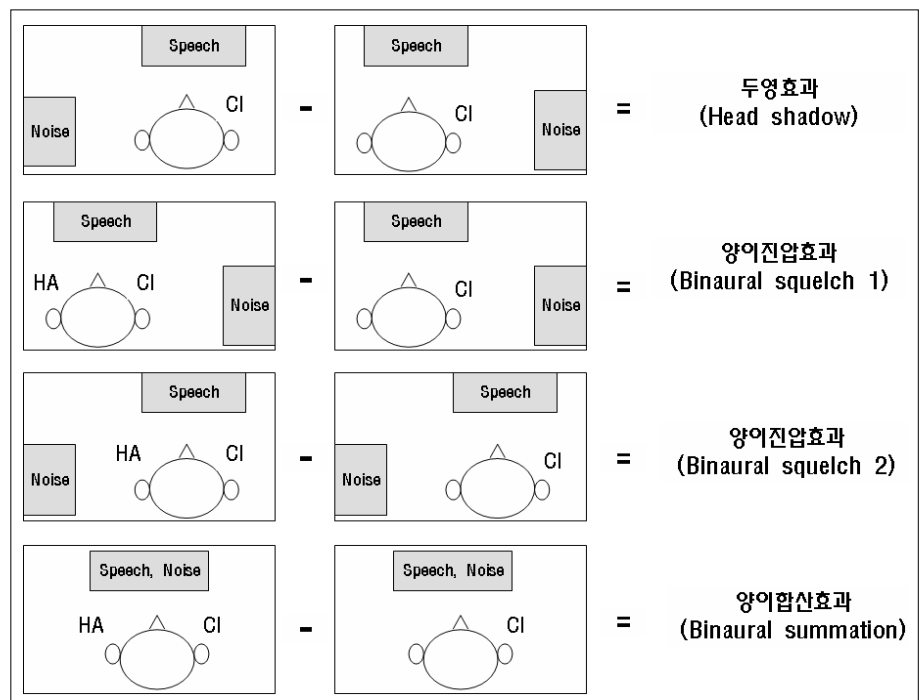 Speech
Speech
CI
CI
Noise
-
Noise
=
두영효과
(Head shadow)
Speech
Speech
HA
CI
CI
Noise
-
Noise
=
양이진압효과
(Binaural squelch 1)
Speech
Speech
HA
CI
CI
Noise
-
Noise
=
양이진압효과
(Binaural squelch 2)
Speech, Noise
Speech, Noise
HA
CI
-
CI
=
양이합산효과
(Binaural summation)